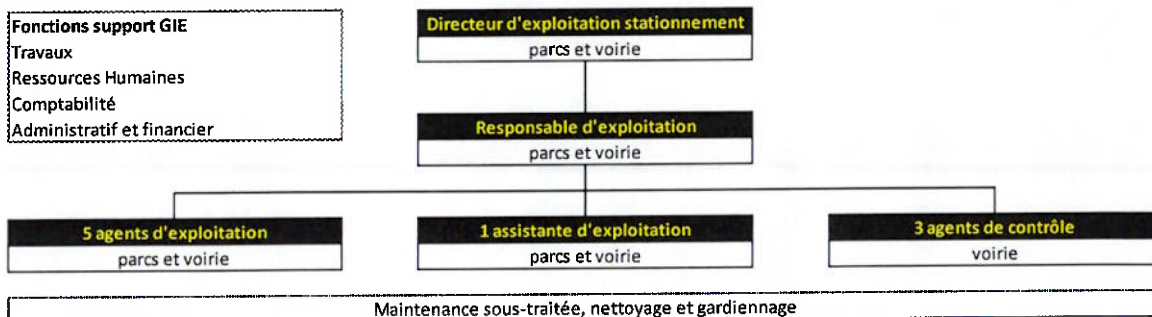 Fonctions support GIE
Travaux
Ressources Humaines
Comptabilité
Administratif et financier
Directeur d'exploitation stationnement
parcs et voirie
Responsable d'exploitation
parcs et voirie
5 agents d'exploitation
parcs et voirie
1 assistante d'exploitation
parcs et voirie
3 agents de contrôle
voirie
Maintenance sous-traitée, nettoyage et gardiennage